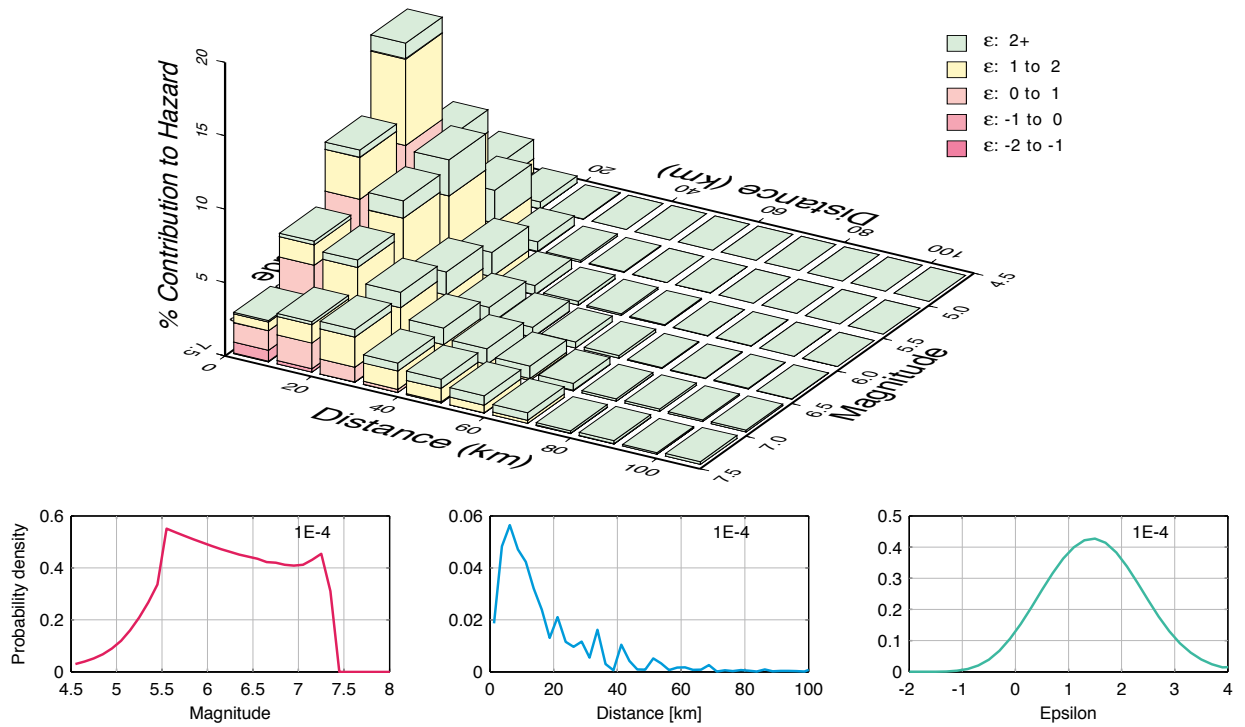 ε: 2+
ε: 1 to 2
ε: 0 to 1
ε: -1 to 0
ε: -2 to -1
% Contribution to Hazard
20
15
10
5
0
20
40
60
80
100
Distance (km)
20
40
60
80
100
Distance (km)
4.5
5.0
5.5
6.0
6.5
7.0
7.5
Magnitude
7.5
de
Probability density
0.6
0.4
0.2
0
1E-4
4.5 5 5.5 6 6.5 7 7.5 8
Magnitude
0.06
0.04
0.02
0
1E-4
0 20 40 60 80 100
Distance [km]
0.5
0.4
0.3
0.2
0.1
0
1E-4
-2 -1 0 1 2 3 4
Epsilon